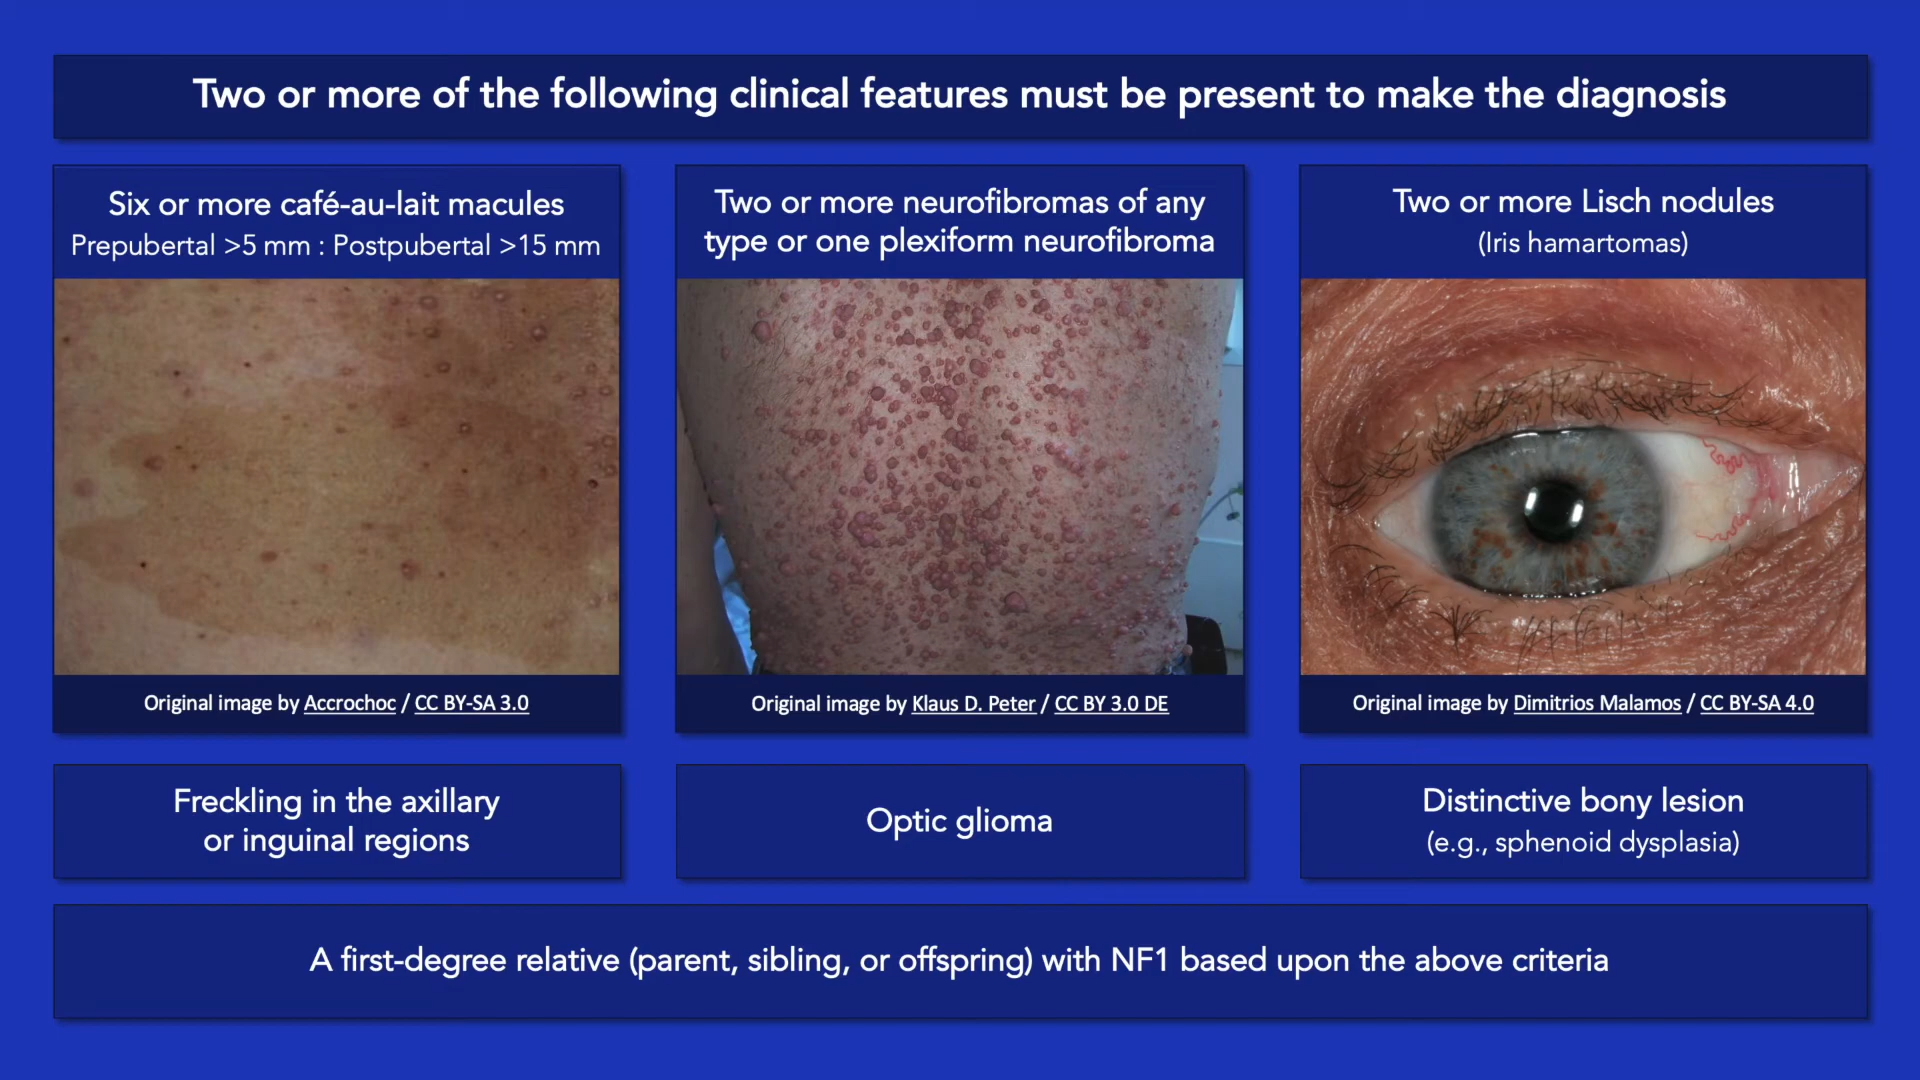 Two or more of the following clinical features must be present to make the diagnosis
Six or more café-au-lait macules
Prepubertal >5 mm : Postpubertal >15 mm
Two or more neurofibromas of any
type or one plexiform neurofibroma
Two or more Lisch nodules
(Iris hamartomas)
Original image by Accrochoc / CC BY-SA 3.0
Original image by Klaus D. Peter / CC BY 3.0 DE
Original image by Dimitrios Malamos / CC BY-SA 4.0
Freckling in the axillary
or inguinal regions
Optic glioma
Distinctive bony lesion
(e.g., sphenoid dysplasia)
A first-degree relative (parent, sibling, or offspring) with NF1 based upon the above criteria